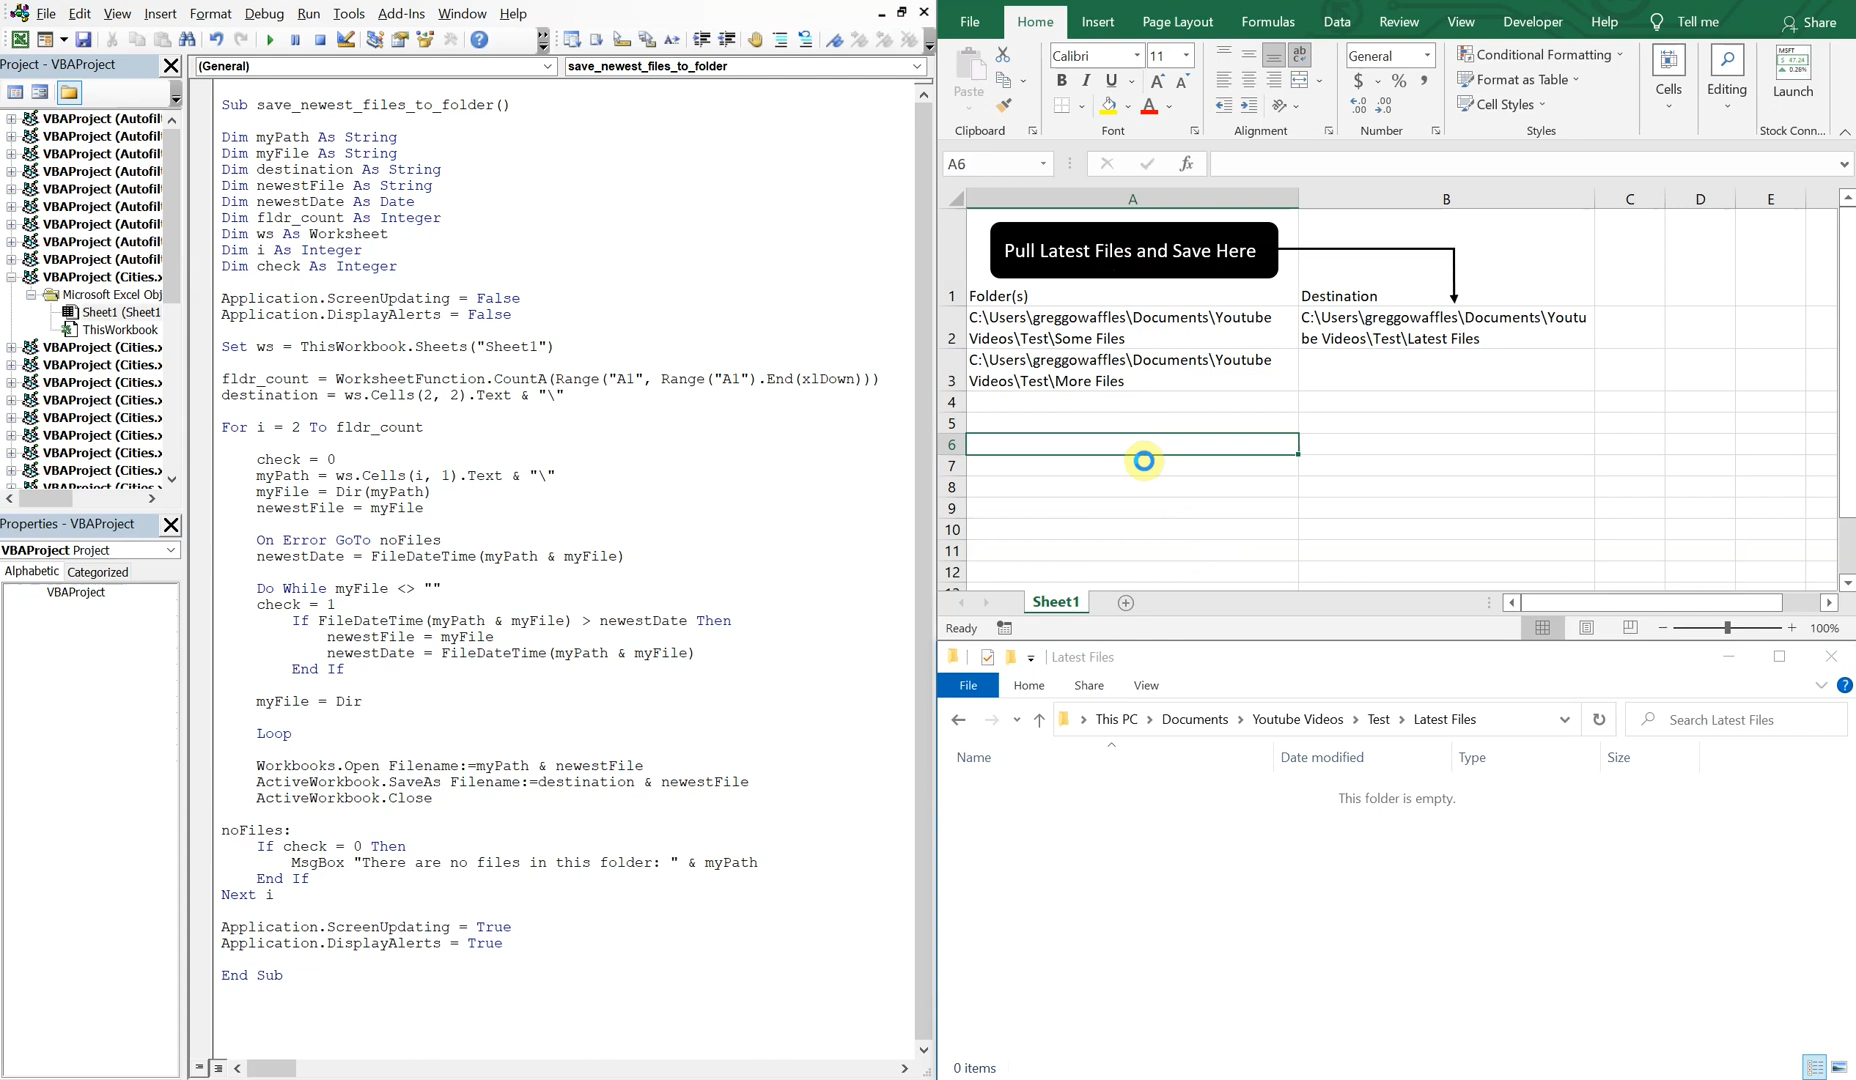 File Edit View Insert Format Debug Run Tools Add-Ins Window Help
Project - VBAProject
VBAProject (Autofil
VBAProject (Autofil
VBAProject (Autofil
VBAProject (Autofil
VBAProject (Autofil
VBAProject (Autofil
VBAProject (Autofil
VBAProject (Autofil
VBAProject (Autofil
VBAProject (Cities.x
Microsoft Excel Obj
Sheet1 (Sheet1
ThisWorkbook
VBAProject (Cities.x
VBAProject (Cities.x
VBAProject (Cities.x
VBAProject (Cities.x
VBAProject (Cities.x
VBAProject (Cities.x
VBAProject (Cities.x
VBAProject (Cities.x
VBAProject (Cities.x
Properties - VBAProject
VBAProject Project
Alphabetic Categorized
VBAProject
(General) save_newest_files_to_folder
Sub save_newest_files_to_folder()
Dim myPath As String
Dim myFile As String
Dim destination As String
Dim newestFile As String
Dim newestDate As Date
Dim fldr_count As Integer
Dim ws As Worksheet
Dim i As Integer
Dim check As Integer
Application.ScreenUpdating = False
Application.DisplayAlerts = False
Set ws = ThisWorkbook.Sheets("Sheet1")
fldr_count = WorksheetFunction.CountA(Range("A1", Range("A1").End(xlDown)))
destination = ws.Cells(2, 2).Text & "\"
For i = 2 To fldr_count
check = 0
myPath = ws.Cells(i, 1).Text & "\"
myFile = Dir(myPath)
newestFile = myFile
On Error GoTo noFiles
newestDate = FileDateTime(myPath & myFile)
Do While myFile <> ""
check = 1
If FileDateTime(myPath & myFile) > newestDate Then
newestFile = myFile
newestDate = FileDateTime(myPath & myFile)
End If
myFile = Dir
Loop
Workbooks.Open Filename:=myPath & newestFile
ActiveWorkbook.SaveAs Filename:=destination & newestFile
ActiveWorkbook.Close
noFiles:
If check = 0 Then
MsgBox "There are no files in this folder: " & myPath
End If
Next i
Application.ScreenUpdating = True
Application.DisplayAlerts = True
End Sub
File Home Insert Page Layout Formulas Data Review View Developer Help Tell me Share
Paste
Calibri 11
B I U
General
$ % ,
Conditional Formatting
Format as Table
Cell Styles
Cells
Editing
MSFT
47.24
0.26%
Launch
Clipboard Font Alignment Number Styles Stock Conn...
A6 fx
A B C D E
Pull Latest Files and Save Here
1 Folder(s) Destination
C:\Users\greggowaffles\Documents\Youtube C:\Users\greggowaffles\Documents\Youtu
2 Videos\Test\Some Files be Videos\Test\Latest Files
C:\Users\greggowaffles\Documents\Youtube
3 Videos\Test\More Files
4
5
6
7
8
9
10
11
12
Sheet1
Ready 100%
Latest Files
File Home Share View
This PC Documents Youtube Videos Test Latest Files Search Latest Files
Name Date modified Type Size
This folder is empty.
0 items